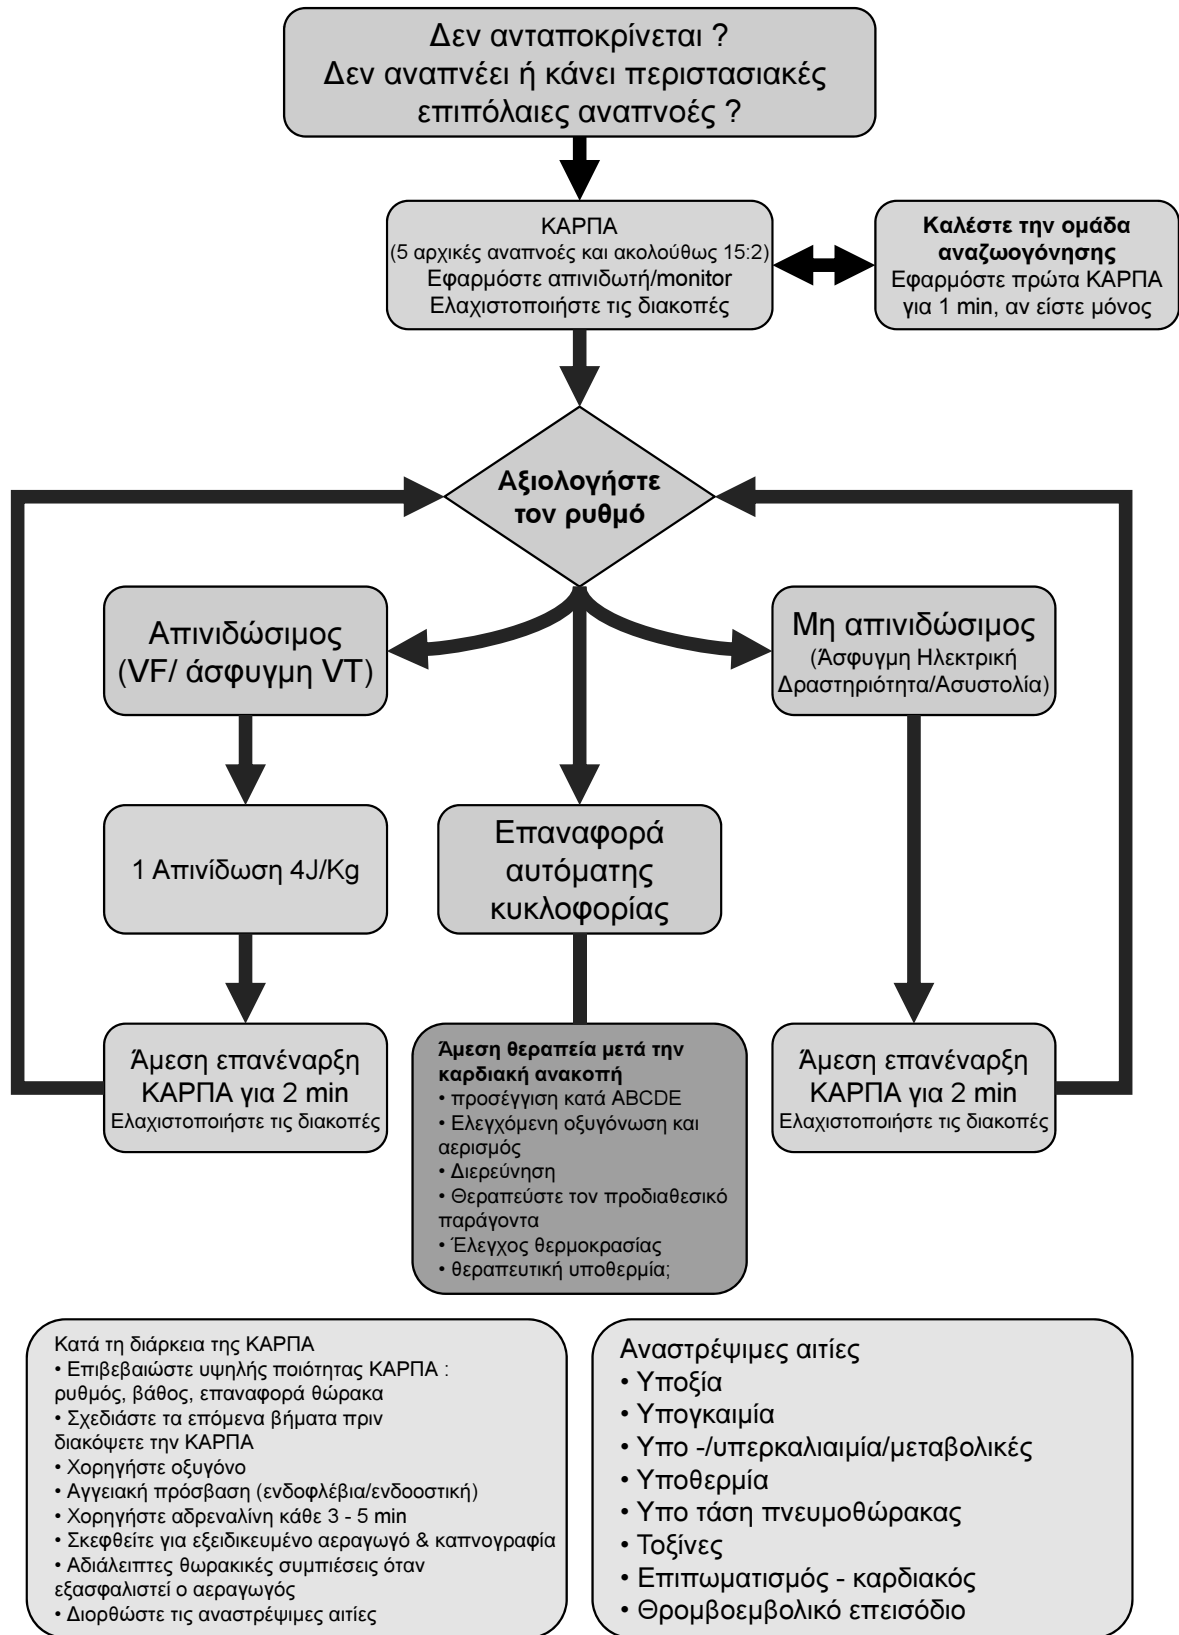 Δεν ανταποκρίνεται ?
Δεν αναπνέει ή κάνει περιστασιακές
επιπόλαιες αναπνοές ?
ΚΑΡΠΑ
(5 αρχικές αναπνοές και ακολούθως 15:2)
Εφαρμόστε απινιδωτή/monitor
Ελαχιστοποιήστε τις διακοπές
Καλέστε την ομάδα
αναζωογόνησης
Εφαρμόστε πρώτα ΚΑΡΠΑ
για 1 min, αν είστε μόνος
Αξιολογήστε
τον ρυθμό
Απινιδώσιμος
(VF/ άσφυγμη VT)
Μη απινιδώσιμος
(Άσφυγμη Ηλεκτρική
Δραστηριότητα/Ασυστολία)
1 Απινίδωση 4J/Kg
Επαναφορά
αυτόματης
κυκλοφορίας
Άμεση επανέναρξη
ΚΑΡΠΑ για 2 min
Ελαχιστοποιήστε τις διακοπές
Άμεση θεραπεία μετά την
καρδιακή ανακοπή
• προσέγγιση κατά ABCDE
• Ελεγχόμενη οξυγόνωση και
αερισμός
• Διερεύνηση
• Θεραπεύστε τον προδιαθεσικό
παράγοντα
• Έλεγχος θερμοκρασίας
• θεραπευτική υποθερμία;
Άμεση επανέναρξη
ΚΑΡΠΑ για 2 min
Ελαχιστοποιήστε τις διακοπές
Κατά τη διάρκεια της ΚΑΡΠΑ
• Επιβεβαιώστε υψηλής ποιότητας ΚΑΡΠΑ :
ρυθμός, βάθος, επαναφορά θώρακα
• Σχεδιάστε τα επόμενα βήματα πριν
διακόψετε την ΚΑΡΠΑ
• Χορηγήστε οξυγόνο
• Αγγειακή πρόσβαση (ενδοφλέβια/ενδοοστική)
• Χορηγήστε αδρεναλίνη κάθε 3 - 5 min
• Σκεφθείτε για εξειδικευμένο αεραγωγό & καπνογραφία
• Αδιάλειπτες θωρακικές συμπιέσεις όταν
εξασφαλιστεί ο αεραγωγός
• Διορθώστε τις αναστρέψιμες αιτίες
Αναστρέψιμες αιτίες
• Υποξία
• Υπογκαιμία
• Υπο -/υπερκαλιαιμία/μεταβολικές
• Υποθερμία
• Υπο τάση πνευμοθώρακας
• Τοξίνες
• Επιπωματισμός - καρδιακός
• Θρομβοεμβολικό επεισόδιο